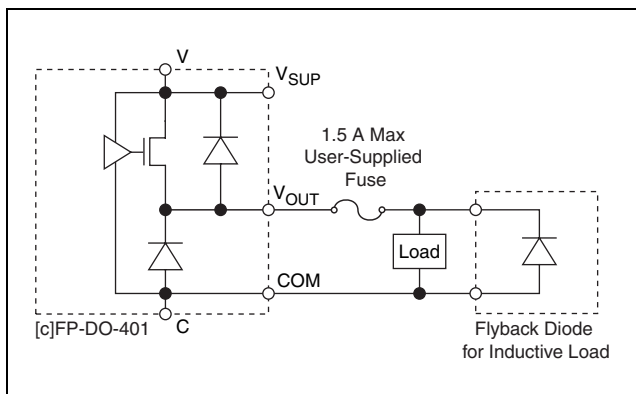 V
VSUP
1.5 A Max
User-Supplied
Fuse
VOUT
Load
COM
C
[c]FP-DO-401
Flyback Diode
for Inductive Load